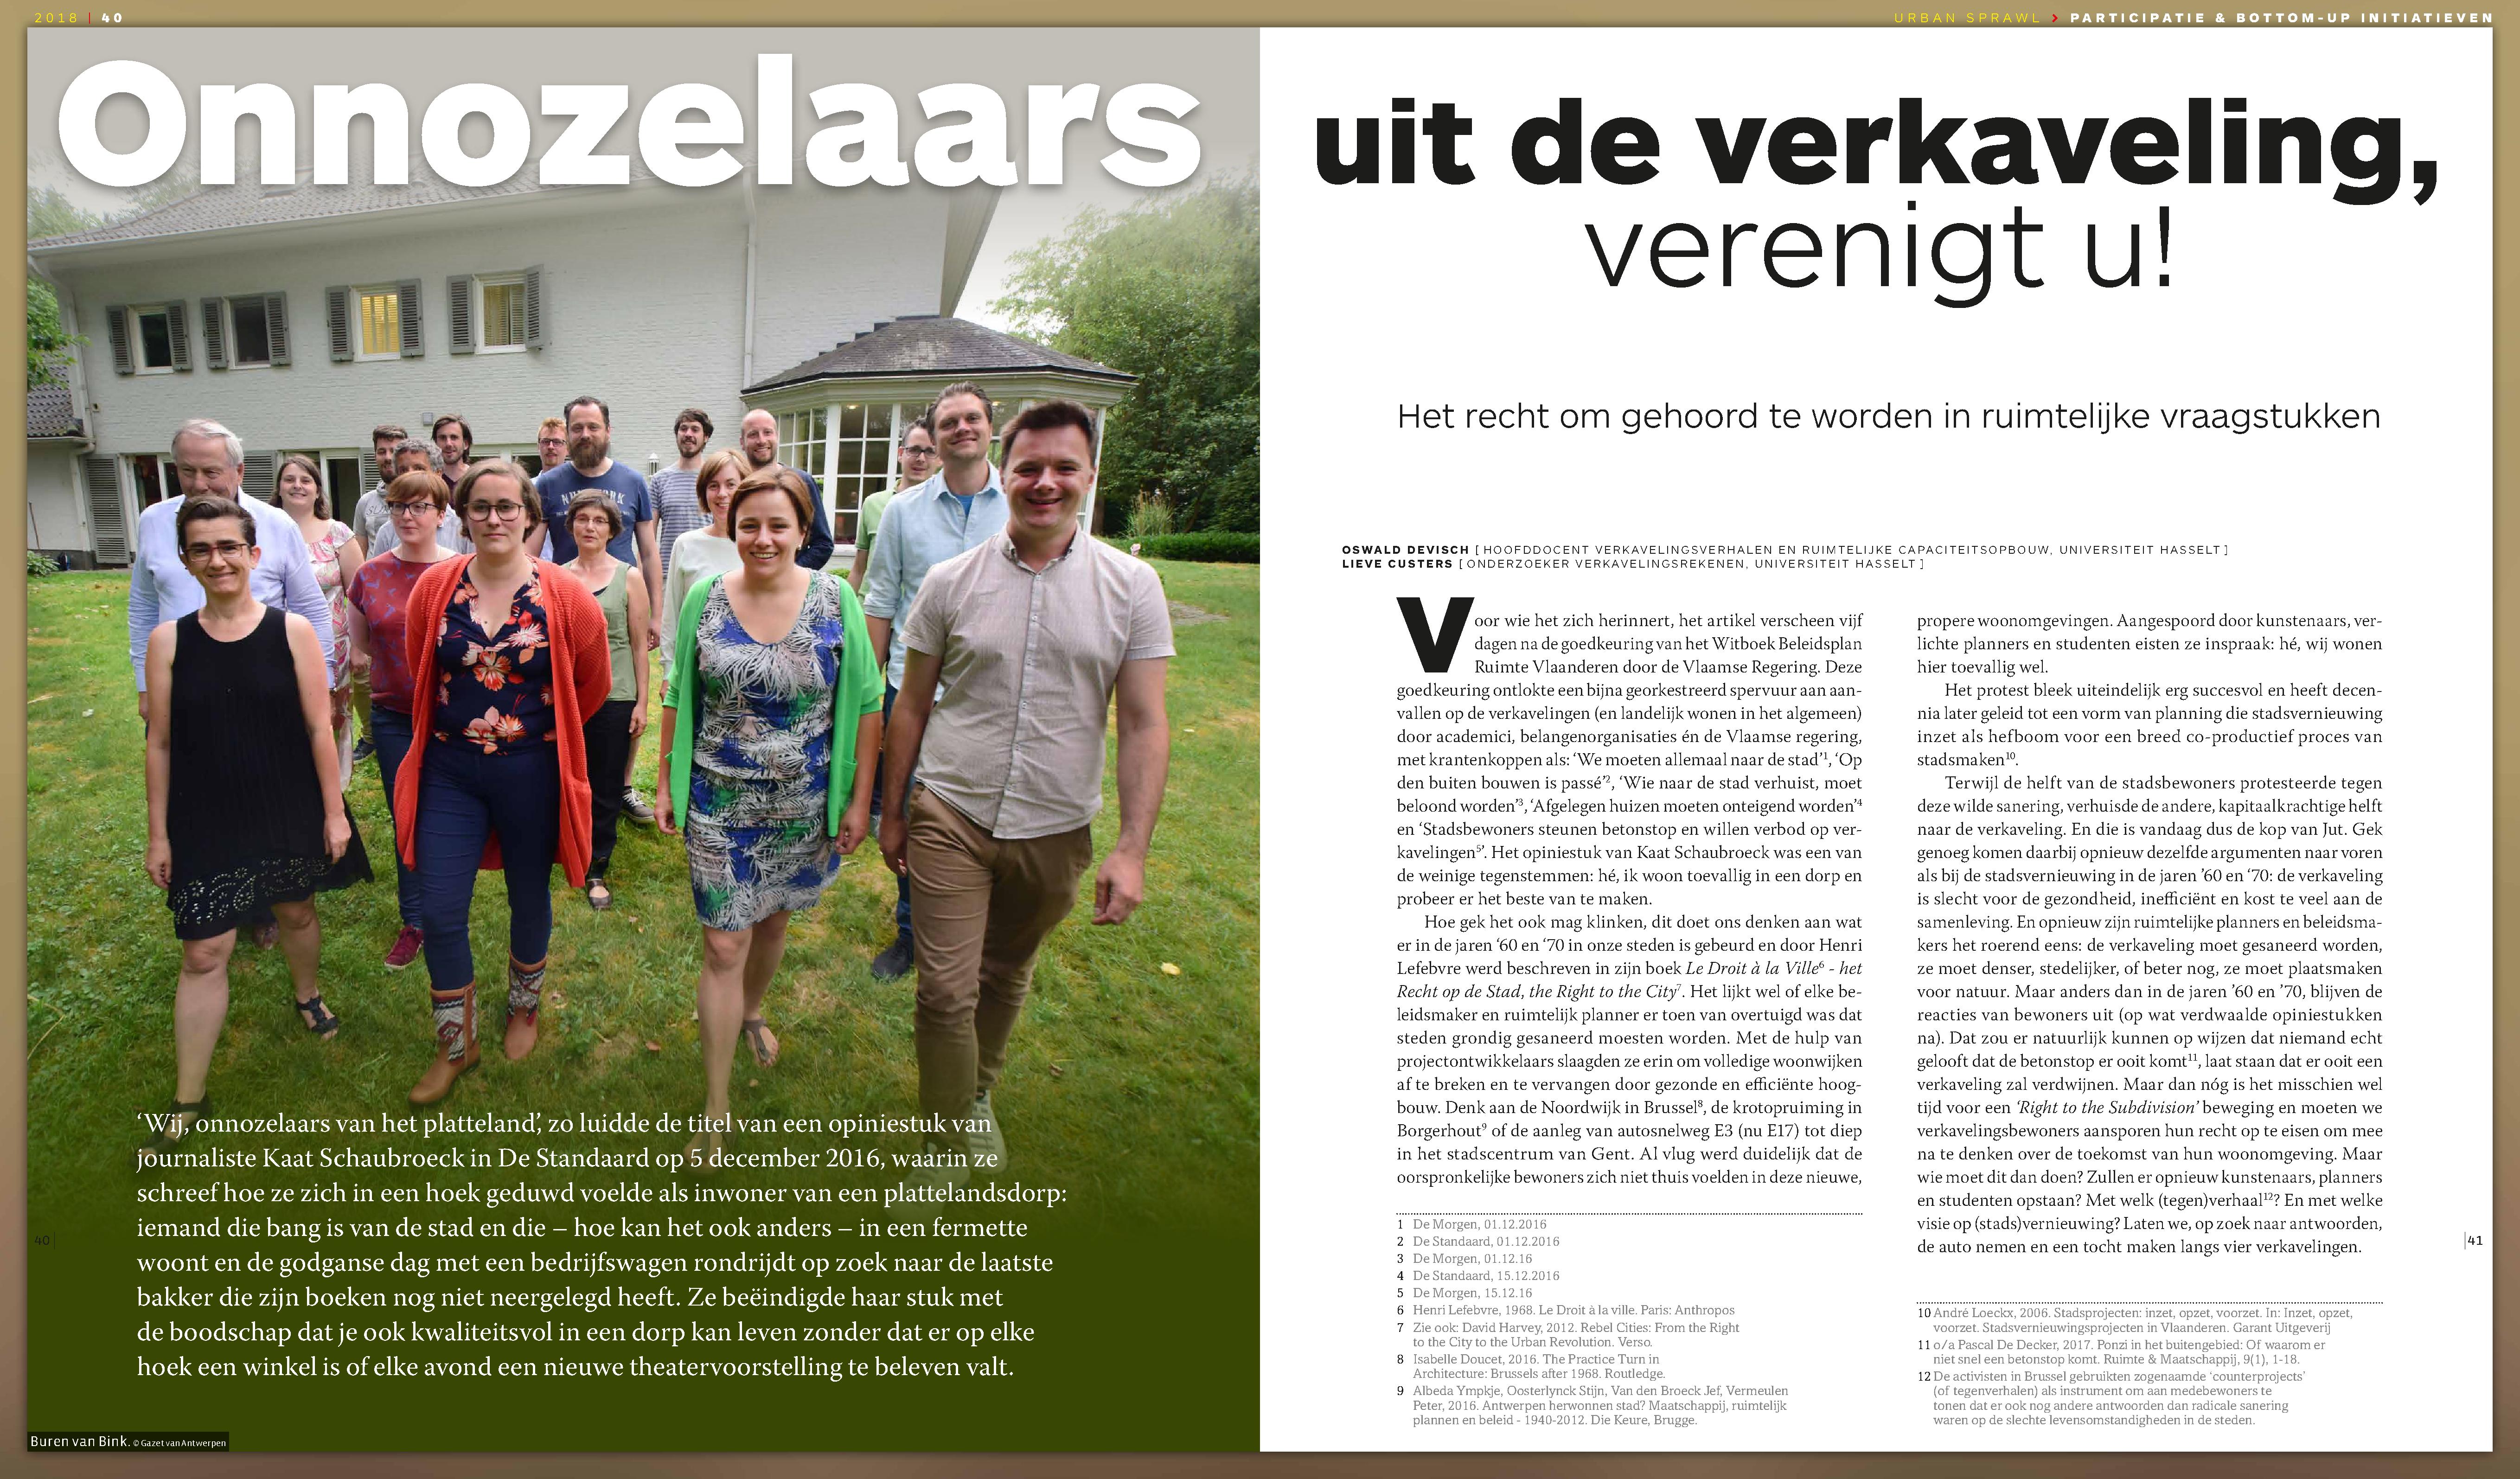 2018 | 40
URBAN SPRAWL > PARTICIPATIE & BOTTOM-UP INITIATIEVEN
Onnozelaars
uit de verkaveling,
verenigt u!
Het recht om gehoord te worden in ruimtelijke vraagstukken
OSWALD DEVISCH [ HOOFDDOCENT VERKAVELINGSVERHALEN EN RUIMTELIJKE CAPACITEITSOPBOUW, UNIVERSITEIT HASSELT ]
LIEVE CUSTERS [ ONDERZOEKER VERKAVELINGSREKENEN, UNIVERSITEIT HASSELT ]
‘Wij, onnozelaars van het platteland’, zo luidde de titel van een opiniestuk van
journaliste Kaat Schaubroeck in De Standaard op 5 december 2016, waarin ze
schreef hoe ze zich in een hoek geduwd voelde als inwoner van een plattelandsdorp:
iemand die bang is van de stad en die – hoe kan het ook anders – in een fermette
woont en de godganse dag met een bedrijfswagen rondrijdt op zoek naar de laatste
bakker die zijn boeken nog niet neergelegd heeft. Ze beëindigde haar stuk met
de boodschap dat je ook kwaliteitsvol in een dorp kan leven zonder dat er op elke
hoek een winkel is of elke avond een nieuwe theatervoorstelling te beleven valt.
40 |
Buren van Bink. © Gazet van Antwerpen
Voor wie het zich herinnert, het artikel verscheen vijf
dagen na de goedkeuring van het Witboek Beleidsplan
Ruimte Vlaanderen door de Vlaamse Regering. Deze
goedkeuring ontlokte een bijna georkestreerd spervuur aan aan-
vallen op de verkavelingen (en landelijk wonen in het algemeen)
door academici, belangenorganisaties én de Vlaamse regering,
met krantenkoppen als: ‘We moeten allemaal naar de stad’¹, ‘Op
den buiten bouwen is passé’², ‘Wie naar de stad verhuist, moet
beloond worden’³, ‘Afgelegen huizen moeten onteigend worden’⁴
en ‘Stadsbewoners steunen betonstop en willen verbod op ver-
kavelingen⁵’. Het opiniestuk van Kaat Schaubroeck was een van
de weinige tegenstemmen: hé, ik woon toevallig in een dorp en
probeer er het beste van te maken.
Hoe gek het ook mag klinken, dit doet ons denken aan wat
er in de jaren ‘60 en ‘70 in onze steden is gebeurd en door Henri
Lefebvre werd beschreven in zijn boek Le Droit à la Ville⁶ - het
Recht op de Stad, the Right to the City⁷. Het lijkt wel of elke be-
leidsmaker en ruimtelijk planner er toen van overtuigd was dat
steden grondig gesaneerd moesten worden. Met de hulp van
projectontwikkelaars slaagden ze erin om volledige woonwijken
af te breken en te vervangen door gezonde en efficiënte hoog-
bouw. Denk aan de Noordwijk in Brussel⁸, de krotopruiming in
Borgerhout⁹ of de aanleg van autosnelweg E3 (nu E17) tot diep
in het stadscentrum van Gent. Al vlug werd duidelijk dat de
oorspronkelijke bewoners zich niet thuis voelden in deze nieuwe,
1 De Morgen, 01.12.2016
2 De Standaard, 01.12.2016
3 De Morgen, 01.12.16
4 De Standaard, 15.12.2016
5 De Morgen, 15.12.16
6 Henri Lefebvre, 1968. Le Droit à la ville. Paris: Anthropos
7 Zie ook: David Harvey, 2012. Rebel Cities: From the Right
to the City to the Urban Revolution. Verso.
8 Isabelle Doucet, 2016. The Practice Turn in
Architecture: Brussels after 1968. Routledge.
9 Albeda Ympkje, Oosterlynck Stijn, Van den Broeck Jef, Vermeulen
Peter, 2016. Antwerpen herwonnen stad? Maatschappij, ruimtelijk
plannen en beleid - 1940-2012. Die Keure, Brugge.
propere woonomgevingen. Aangespoord door kunstenaars, ver-
lichte planners en studenten eisten ze inspraak: hé, wij wonen
hier toevallig wel.
Het protest bleek uiteindelijk erg succesvol en heeft decen-
nia later geleid tot een vorm van planning die stadsvernieuwing
inzet als hefboom voor een breed co-productief proces van
stadsmaken¹⁰.
Terwijl de helft van de stadsbewoners protesteerde tegen
deze wilde sanering, verhuisde de andere, kapitaalkrachtige helft
naar de verkaveling. En die is vandaag dus de kop van Jut. Gek
genoeg komen daarbij opnieuw dezelfde argumenten naar voren
als bij de stadsvernieuwing in de jaren ’60 en ‘70: de verkaveling
is slecht voor de gezondheid, inefficiënt en kost te veel aan de
samenleving. En opnieuw zijn ruimtelijke planners en beleidsma-
kers het roerend eens: de verkaveling moet gesaneerd worden,
ze moet denser, stedelijker, of beter nog, ze moet plaatsmaken
voor natuur. Maar anders dan in de jaren ’60 en ’70, blijven de
reacties van bewoners uit (op wat verdwaalde opiniestukken
na). Dat zou er natuurlijk kunnen op wijzen dat niemand echt
gelooft dat de betonstop er ooit komt¹¹, laat staan dat er ooit een
verkaveling zal verdwijnen. Maar dan nóg is het misschien wel
tijd voor een ‘Right to the Subdivision’ beweging en moeten we
verkavelingsbewoners aansporen hun recht op te eisen om mee
na te denken over de toekomst van hun woonomgeving. Maar
wie moet dit dan doen? Zullen er opnieuw kunstenaars, planners
en studenten opstaan? Met welk (tegen)verhaal¹²? En met welke
visie op (stads)vernieuwing? Laten we, op zoek naar antwoorden,
de auto nemen en een tocht maken langs vier verkavelingen.
10 André Loeckx, 2006. Stadsprojecten: inzet, opzet, voorzet. In: Inzet, opzet,
voorzet. Stadsvernieuwingsprojecten in Vlaanderen. Garant Uitgeverij
11 o/a Pascal De Decker, 2017. Ponzi in het buitengebied: Of waarom er
niet snel een betonstop komt. Ruimte & Maatschappij, 9(1), 1-18.
12 De activisten in Brussel gebruikten zogenaamde ‘counterprojects’
(of tegenverhalen) als instrument om aan medebewoners te
tonen dat er ook nog andere antwoorden dan radicale sanering
waren op de slechte levensomstandigheden in de steden.
| 41